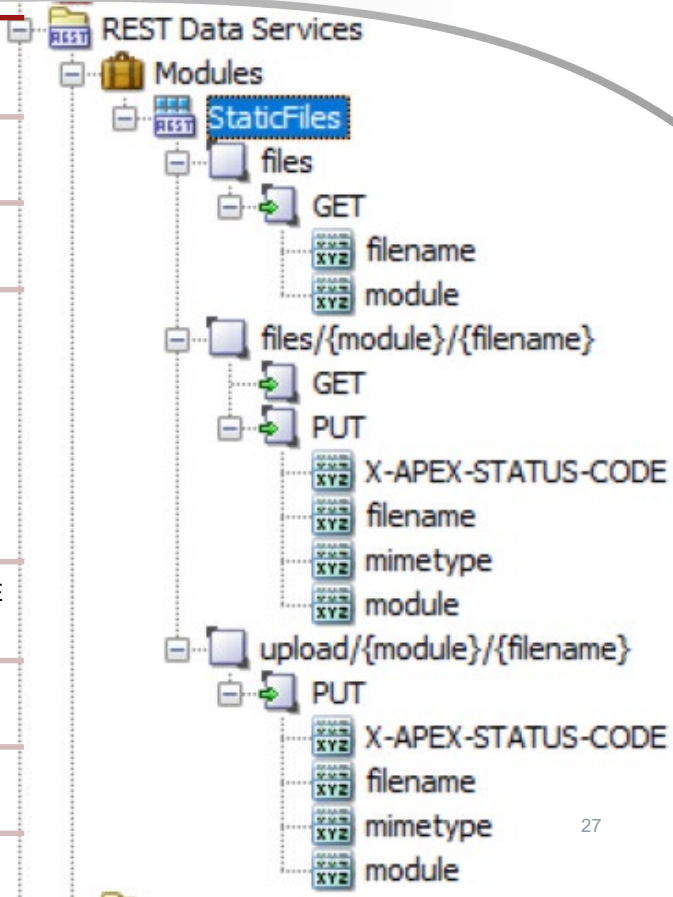 REST Data Services
Modules
StaticFiles
files
GET
filename
module
files/{module}/{filename}
GET
PUT
X-APEX-STATUS-CODE
filename
mimetype
E
module
upload/{module}/{filename}
PUT
X-APEX-STATUS-CODE
filename
mimetype
27
module